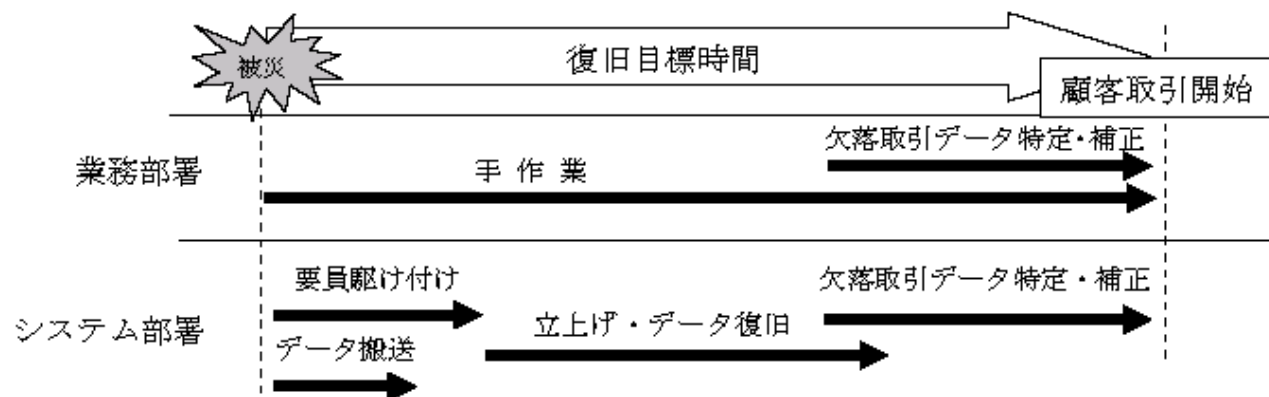 被災
復旧目標時間
顧客取引開始
業務部署
欠落取引データ特定・補正
手作業
システム部署
要員駆け付け
欠落取引データ特定・補正
立上げ・データ復旧
データ搬送